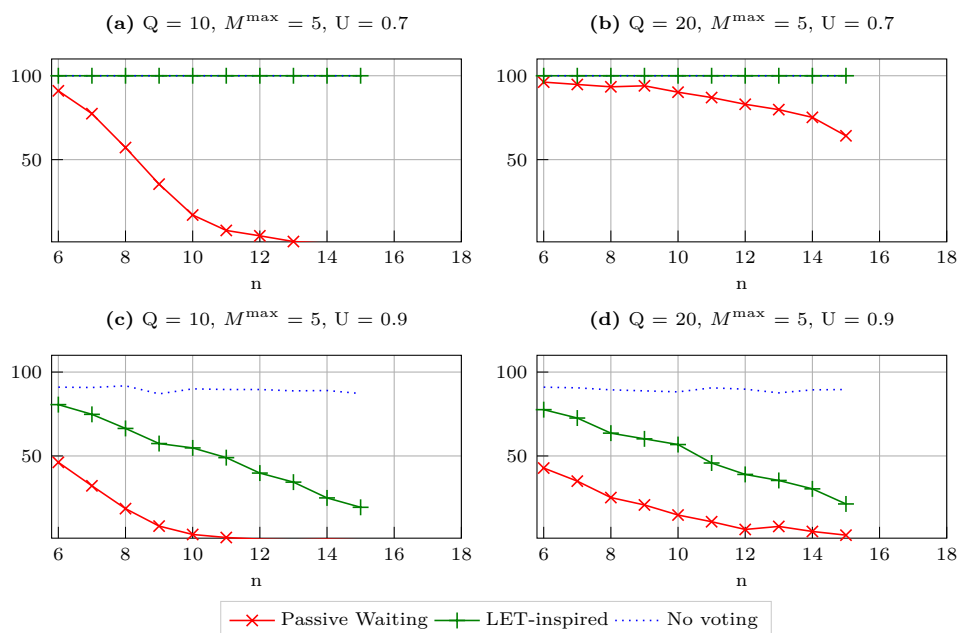 (a) Q = 10, M^max = 5, U = 0.7
(b) Q = 20, M^max = 5, U = 0.7
100
50
6 8 10 12 14 16 18
n
100
50
6 8 10 12 14 16 18
n
(c) Q = 10, M^max = 5, U = 0.9
(d) Q = 20, M^max = 5, U = 0.9
100
50
6 8 10 12 14 16 18
n
100
50
6 8 10 12 14 16 18
n
Passive Waiting LET-inspired No voting